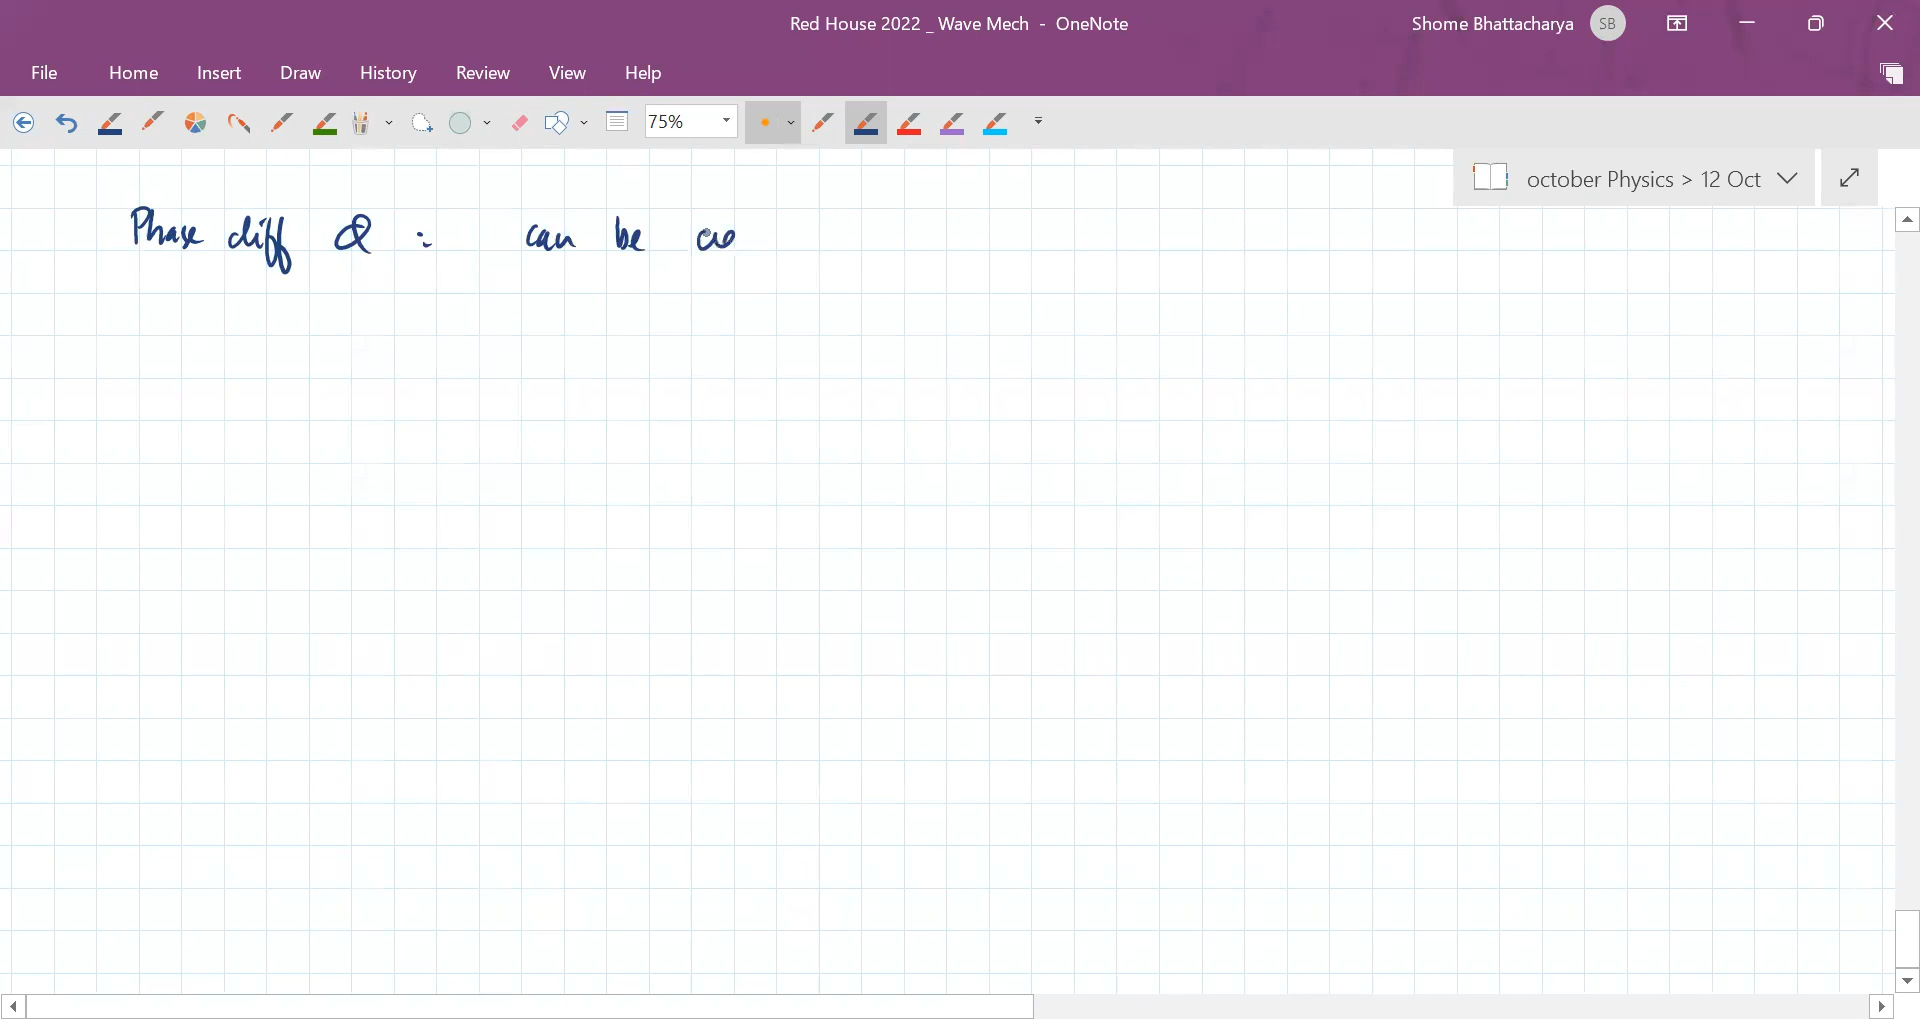 Red House 2022 _ Wave Mech - OneNote
Shome Bhattacharya SB
File Home Insert Draw History Review View Help
75%
october Physics > 12 Oct
Phase diff Q : can be